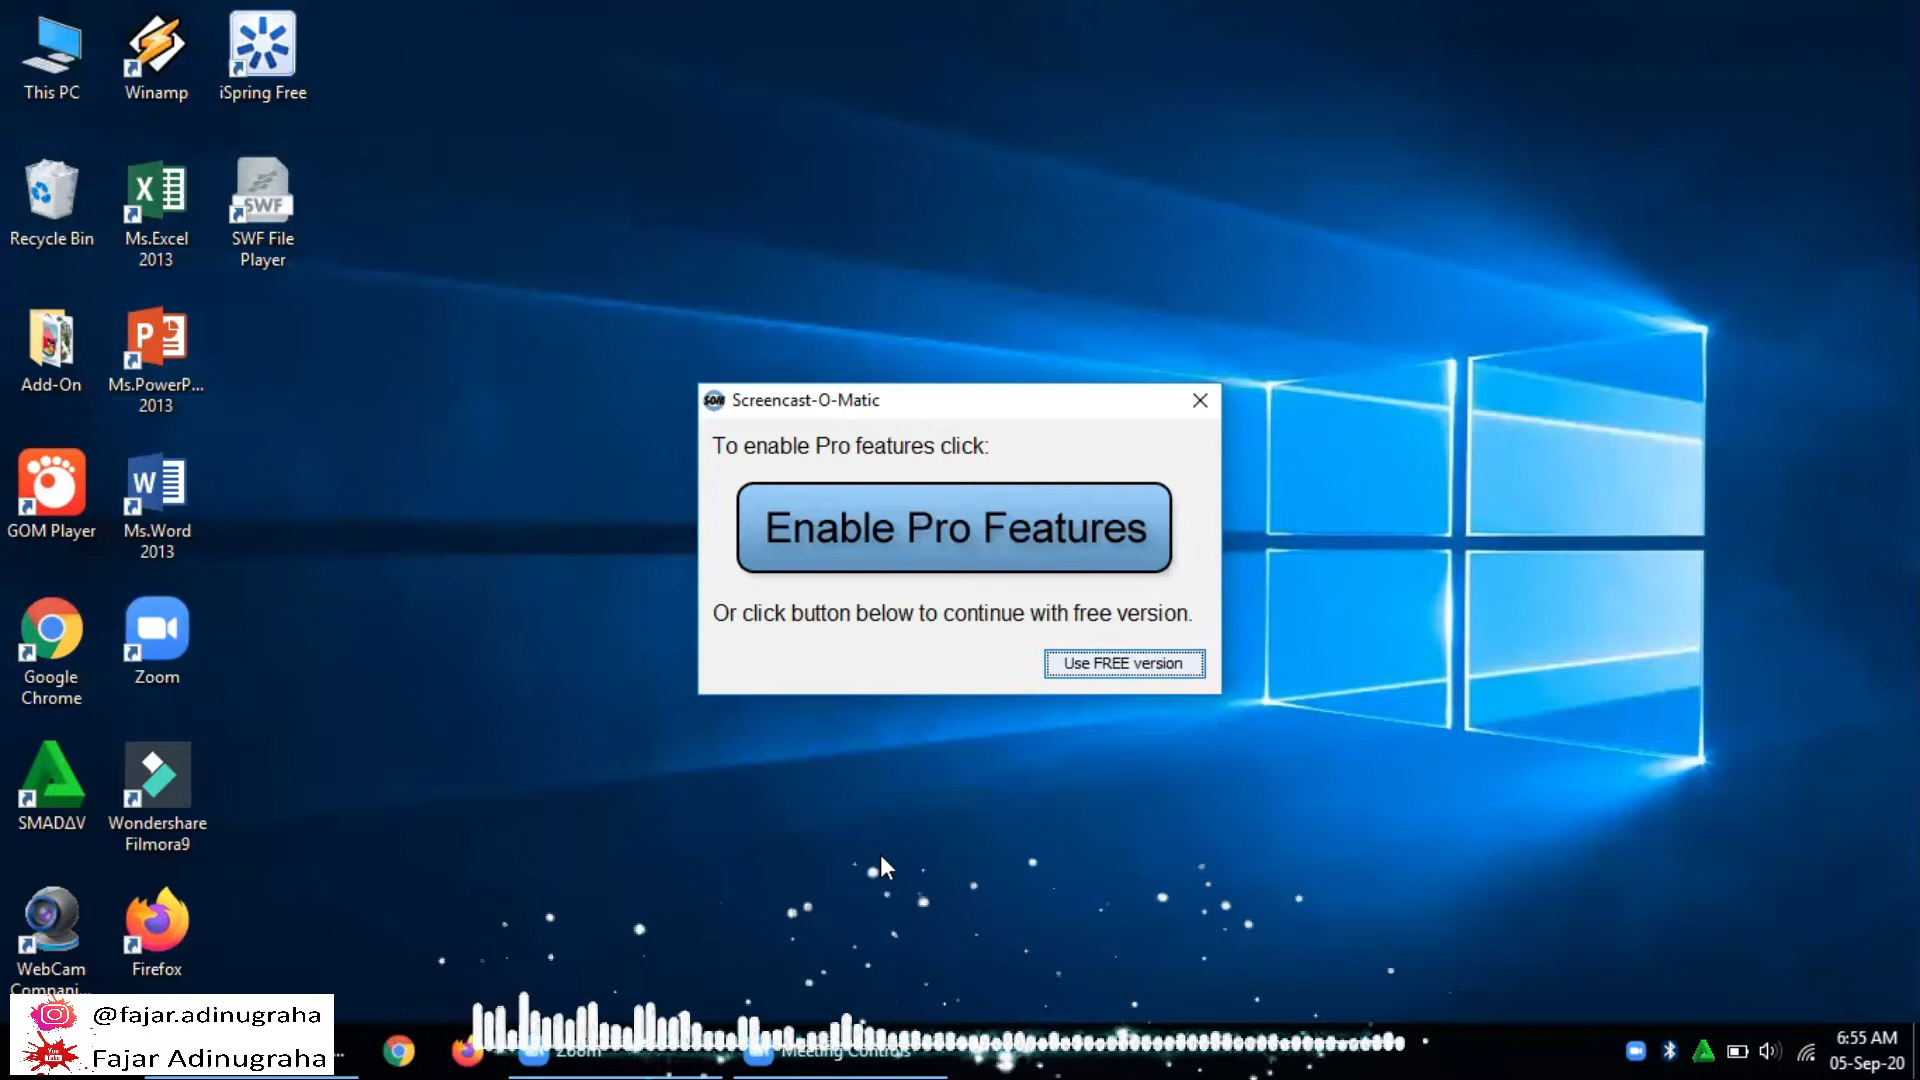 This PC
Winamp
iSpring Free
Recycle Bin
Ms.Excel
2013
SWF
SWF File
Player
Add-On
Ms.PowerP...
2013
GOM Player
Ms.Word
2013
Google
Chrome
Zoom
SMADΔV
Wondershare
Filmora9
WebCam
Compani...
Firefox
SOM Screencast-O-Matic
To enable Pro features click:
Enable Pro Features
Or click button below to continue with free version.
Use FREE version
@fajar.adinugraha
Fajar Adinugraha
Zoom
Meeting Controls
6:55 AM
05-Sep-20